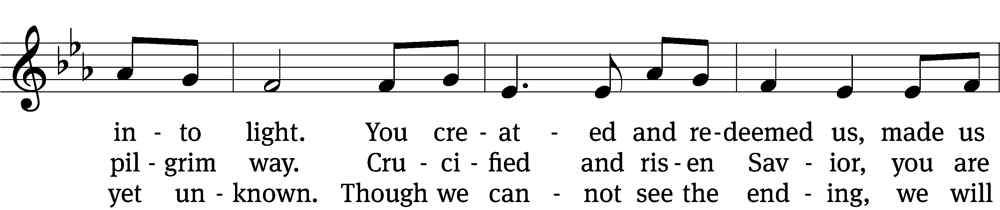 in - to light. You cre - at - ed and re - deemed us, made us
pil - grim way. Cru - ci - fied and ris - en Sav - ior, you are
yet un - known. Though we can - not see the end - ing, we will